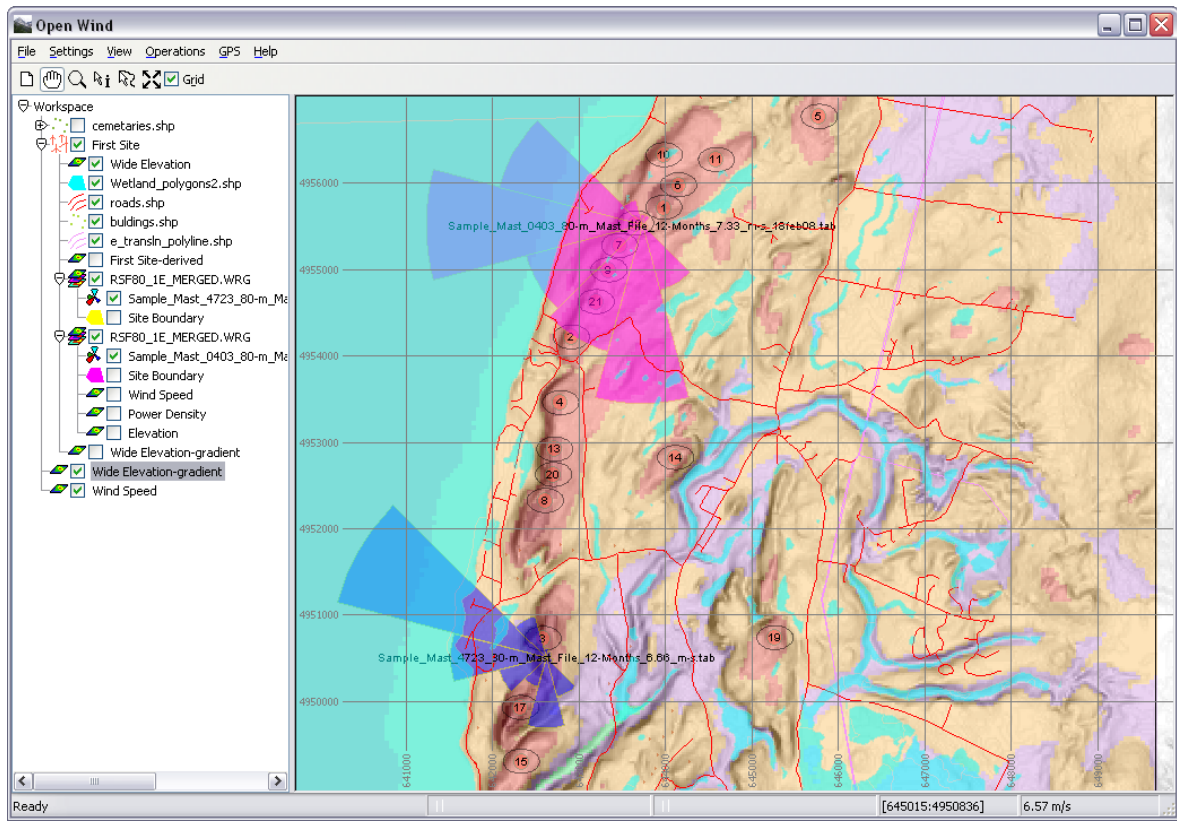 Open Wind
File Settings View Operations GPS Help
Grid
Workspace
cemetaries.shp
First Site
Wide Elevation
Wetland_polygons2.shp
roads.shp
buldings.shp
e_transln_polyline.shp
First Site-derived
RSF80_1E_MERGED.WRG
Sample_Mast_4723_80-m_Ma
Site Boundary
RSF80_1E_MERGED.WRG
Sample_Mast_0403_80-m_Ma
Site Boundary
Wind Speed
Power Density
Elevation
Wide Elevation-gradient
Wide Elevation-gradient
Wind Speed
5
10
11
4956000
6
1
Sample_Mast_0403_80-m_Mast_File_12-Months_7.33_m-s_18feb08.tab
7
4955000
9
21
2
4954000
4
4953000
13
14
20
8
4952000
4951000
3
19
Sample_Mast_4723_80-m_Mast_File_12-Months_6.66_m-s.tab
4950000
17
15
641000
645000
646000
647000
648000
649000
Ready
[645015:4950836]
6.57 m/s